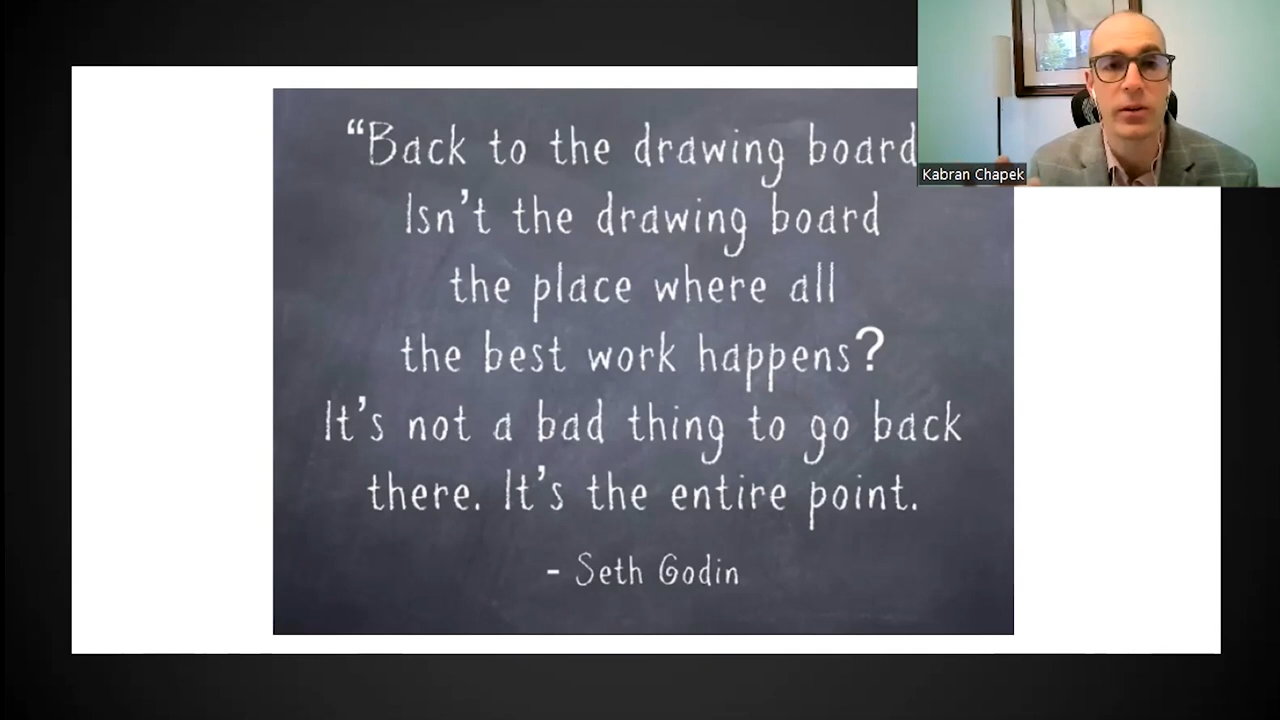 “Back to the drawing board
Isn’t the drawing board
the place where all
the best work happens?
It’s not a bad thing to go back
there. It’s the entire point.
- Seth Godin
Kabran Chapek